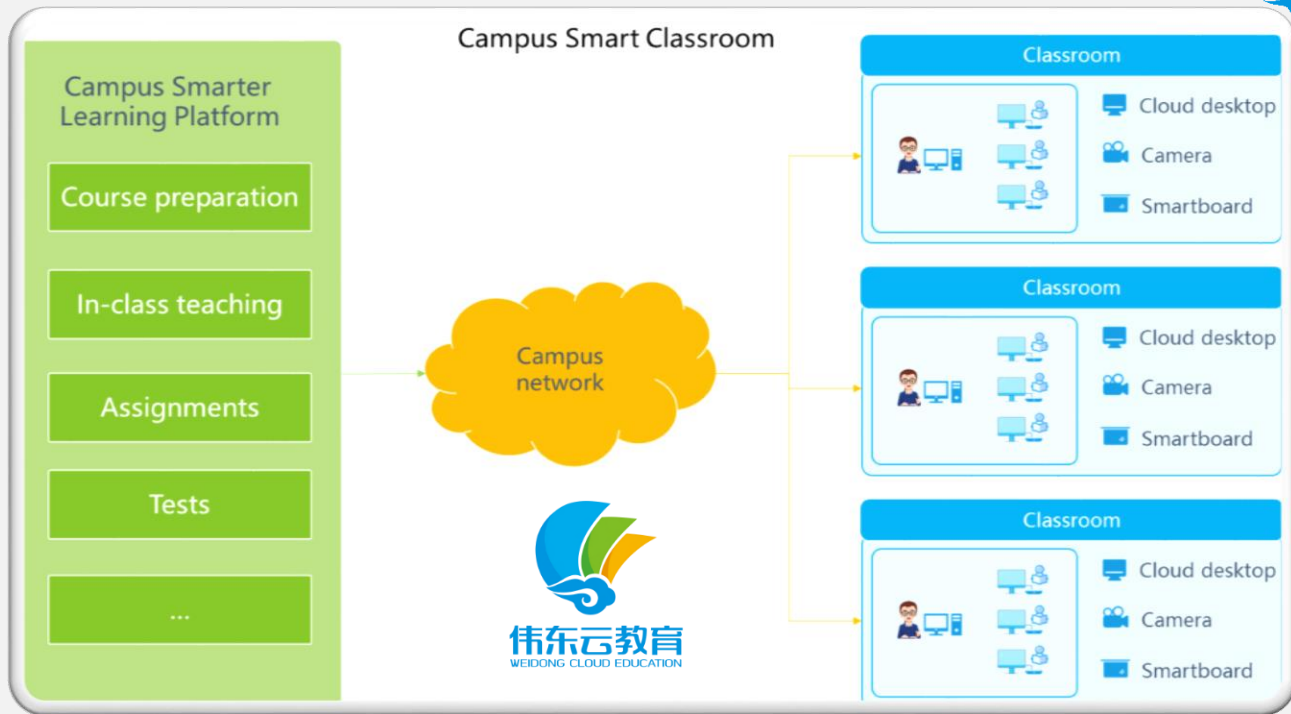 Campus Smart Classroom
Campus Smarter
Learning Platform
Course preparation
In-class teaching
Assignments
Tests
...
Campus
network
伟东云教育
WEIDONG CLOUD EDUCATION
Classroom
Cloud desktop
Camera
Smartboard
Classroom
Cloud desktop
Camera
Smartboard
Classroom
Cloud desktop
Camera
Smartboard